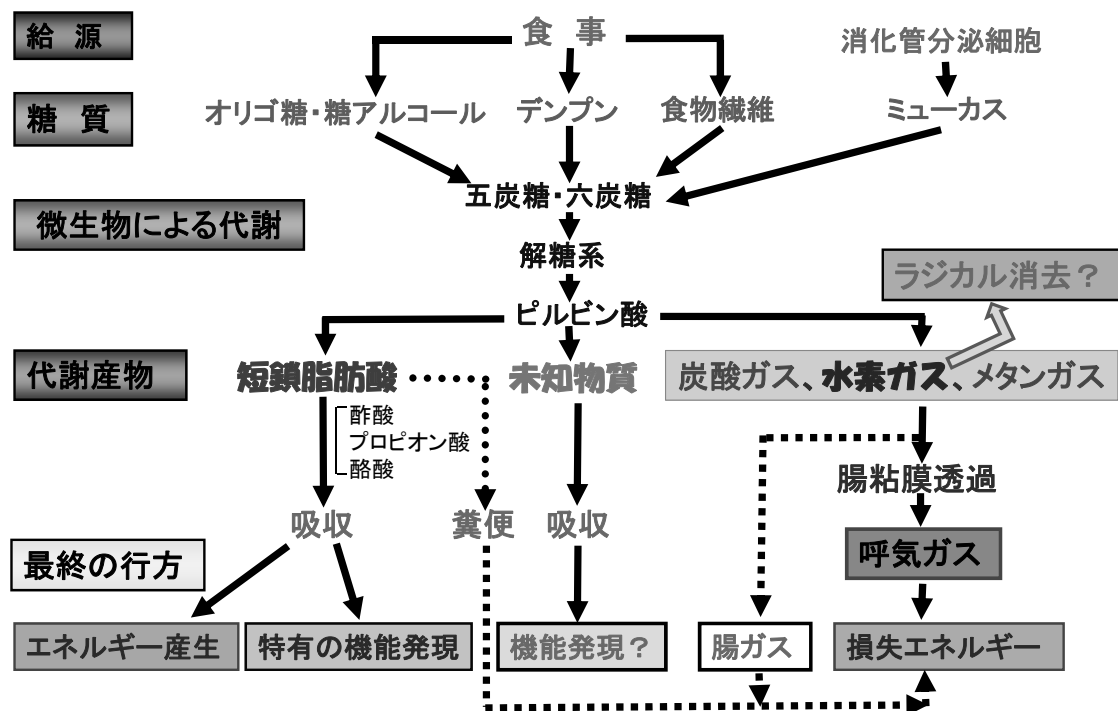 給 源
食 事
消化管分泌細胞
糖 質
オリゴ糖・糖アルコール
デンプン
食物繊維
ミューカス
五炭糖・六炭糖
微生物による代謝
解糖系
ラジカル消去？
ピルビン酸
代謝産物
短鎖脂肪酸
未知物質
炭酸ガス、水素ガス、メタンガス
酢酸
プロピオン酸
酪酸
腸粘膜透過
吸収
糞便
吸収
最終の行方
呼気ガス
エネルギー産生
特有の機能発現
機能発現？
腸ガス
損失エネルギー